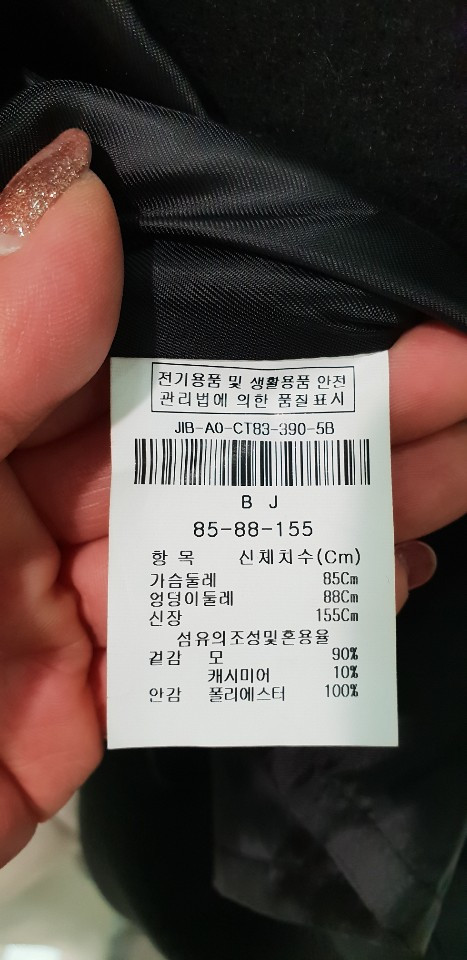 전기용품 및 생활용품 안전
관리법에 의한 품질표시
JIB-A0-CT83-390-5B
B J
85-88-155
항 목 신체치수(Cm)
가슴둘레 85Cm
엉덩이둘레 88Cm
신장 155Cm
섬유의조성및혼용율
겉감 모 90%
캐시미어 10%
안감 폴리에스터 100%